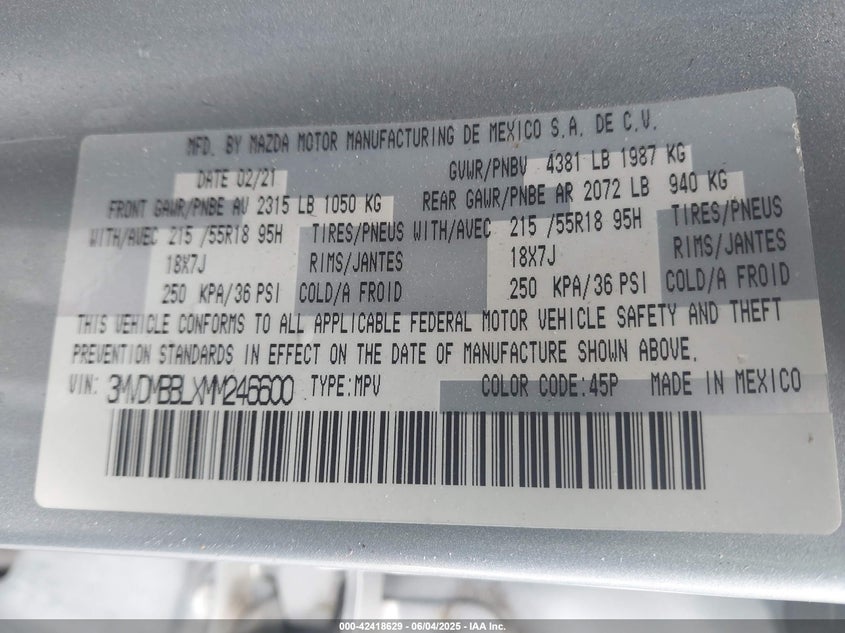 MFD. BY MAZDA MOTOR MANUFACTURING DE MEXICO S.A. DE C.V.
DATE 02/21 GVWR/PNBV 4381 LB 1987 KG
FRONT GAWR/PNBE AV 2315 LB 1050 KG REAR GAWR/PNBE AR 2072 LB 940 KG
WITH/AVEC 215 /55R18 95H TIRES/PNEUS WITH/AVEC 215 /55R18 95H TIRES/PNEUS
18X7J RIMS/JANTES 18X7J RIMS/JANTES
250 KPA/36 PSI COLD/A FROID 250 KPA/36 PSI COLD/A FROID
THIS VEHICLE CONFORMS TO ALL APPLICABLE FEDERAL MOTOR VEHICLE SAFETY AND THEFT
PREVENTION STANDARDS IN EFFECT ON THE DATE OF MANUFACTURE SHOWN ABOVE.
VIN: 3MVDMBBLXMM246600 TYPE:MPV COLOR CODE:45P MADE IN MEXICO
000-42418629 - 06/04/2025 - IAA Inc.